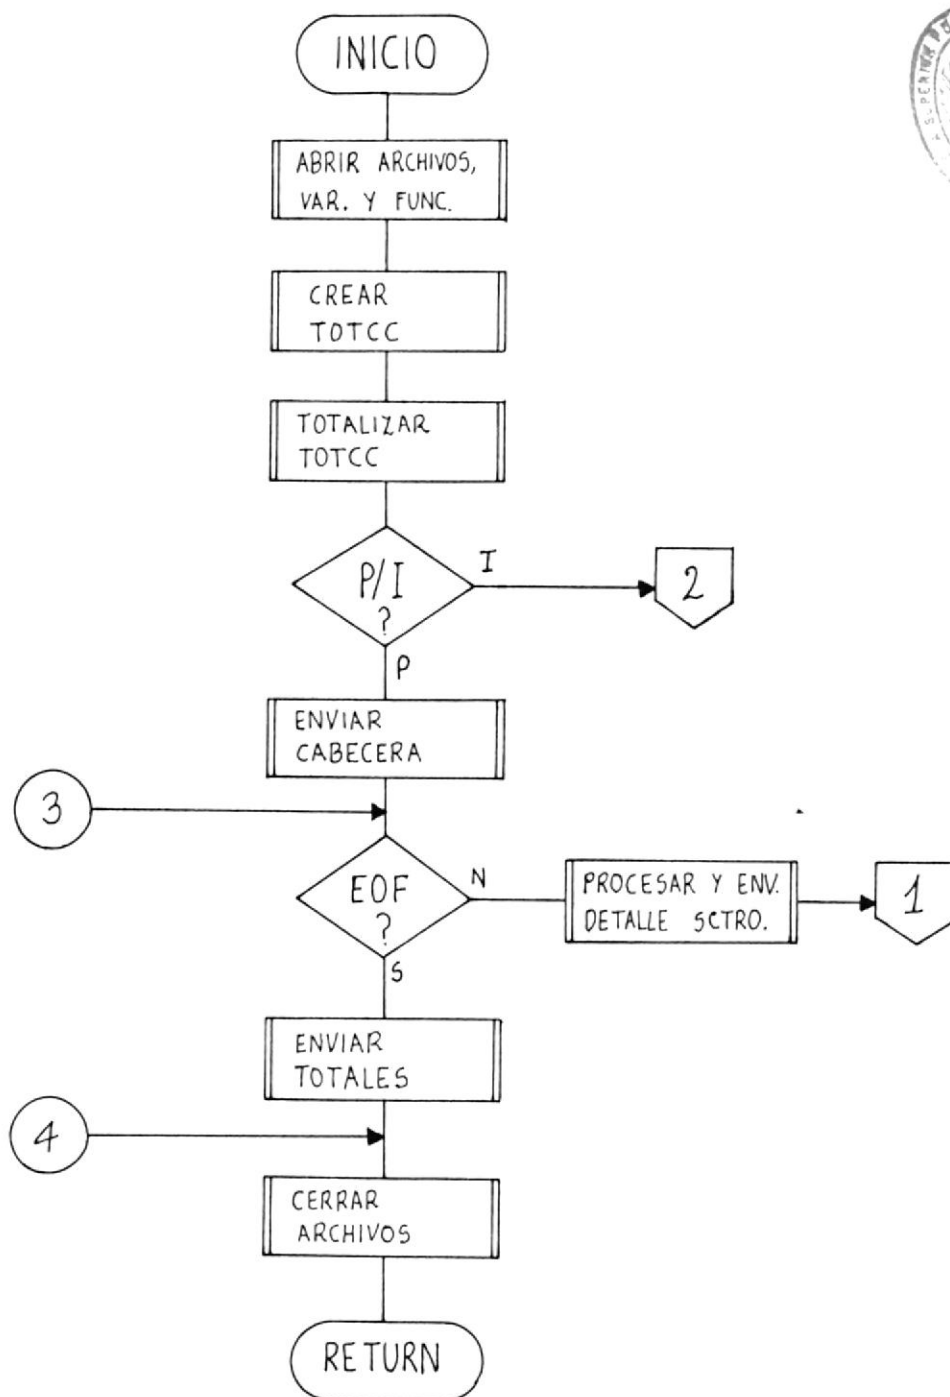 INICIO
ABRIR ARCHIVOS,
VAR. Y FUNC.
CREAR
TOTCC
TOTALIZAR
TOTCC
P/I
?
I
2
P
ENVIAR
CABECERA
3
EOF
?
N
PROCESAR Y ENV.
DETALLE SCTRO.
1
S
ENVIAR
TOTALES
4
CERRAR
ARCHIVOS
RETURN
SUPERIOR